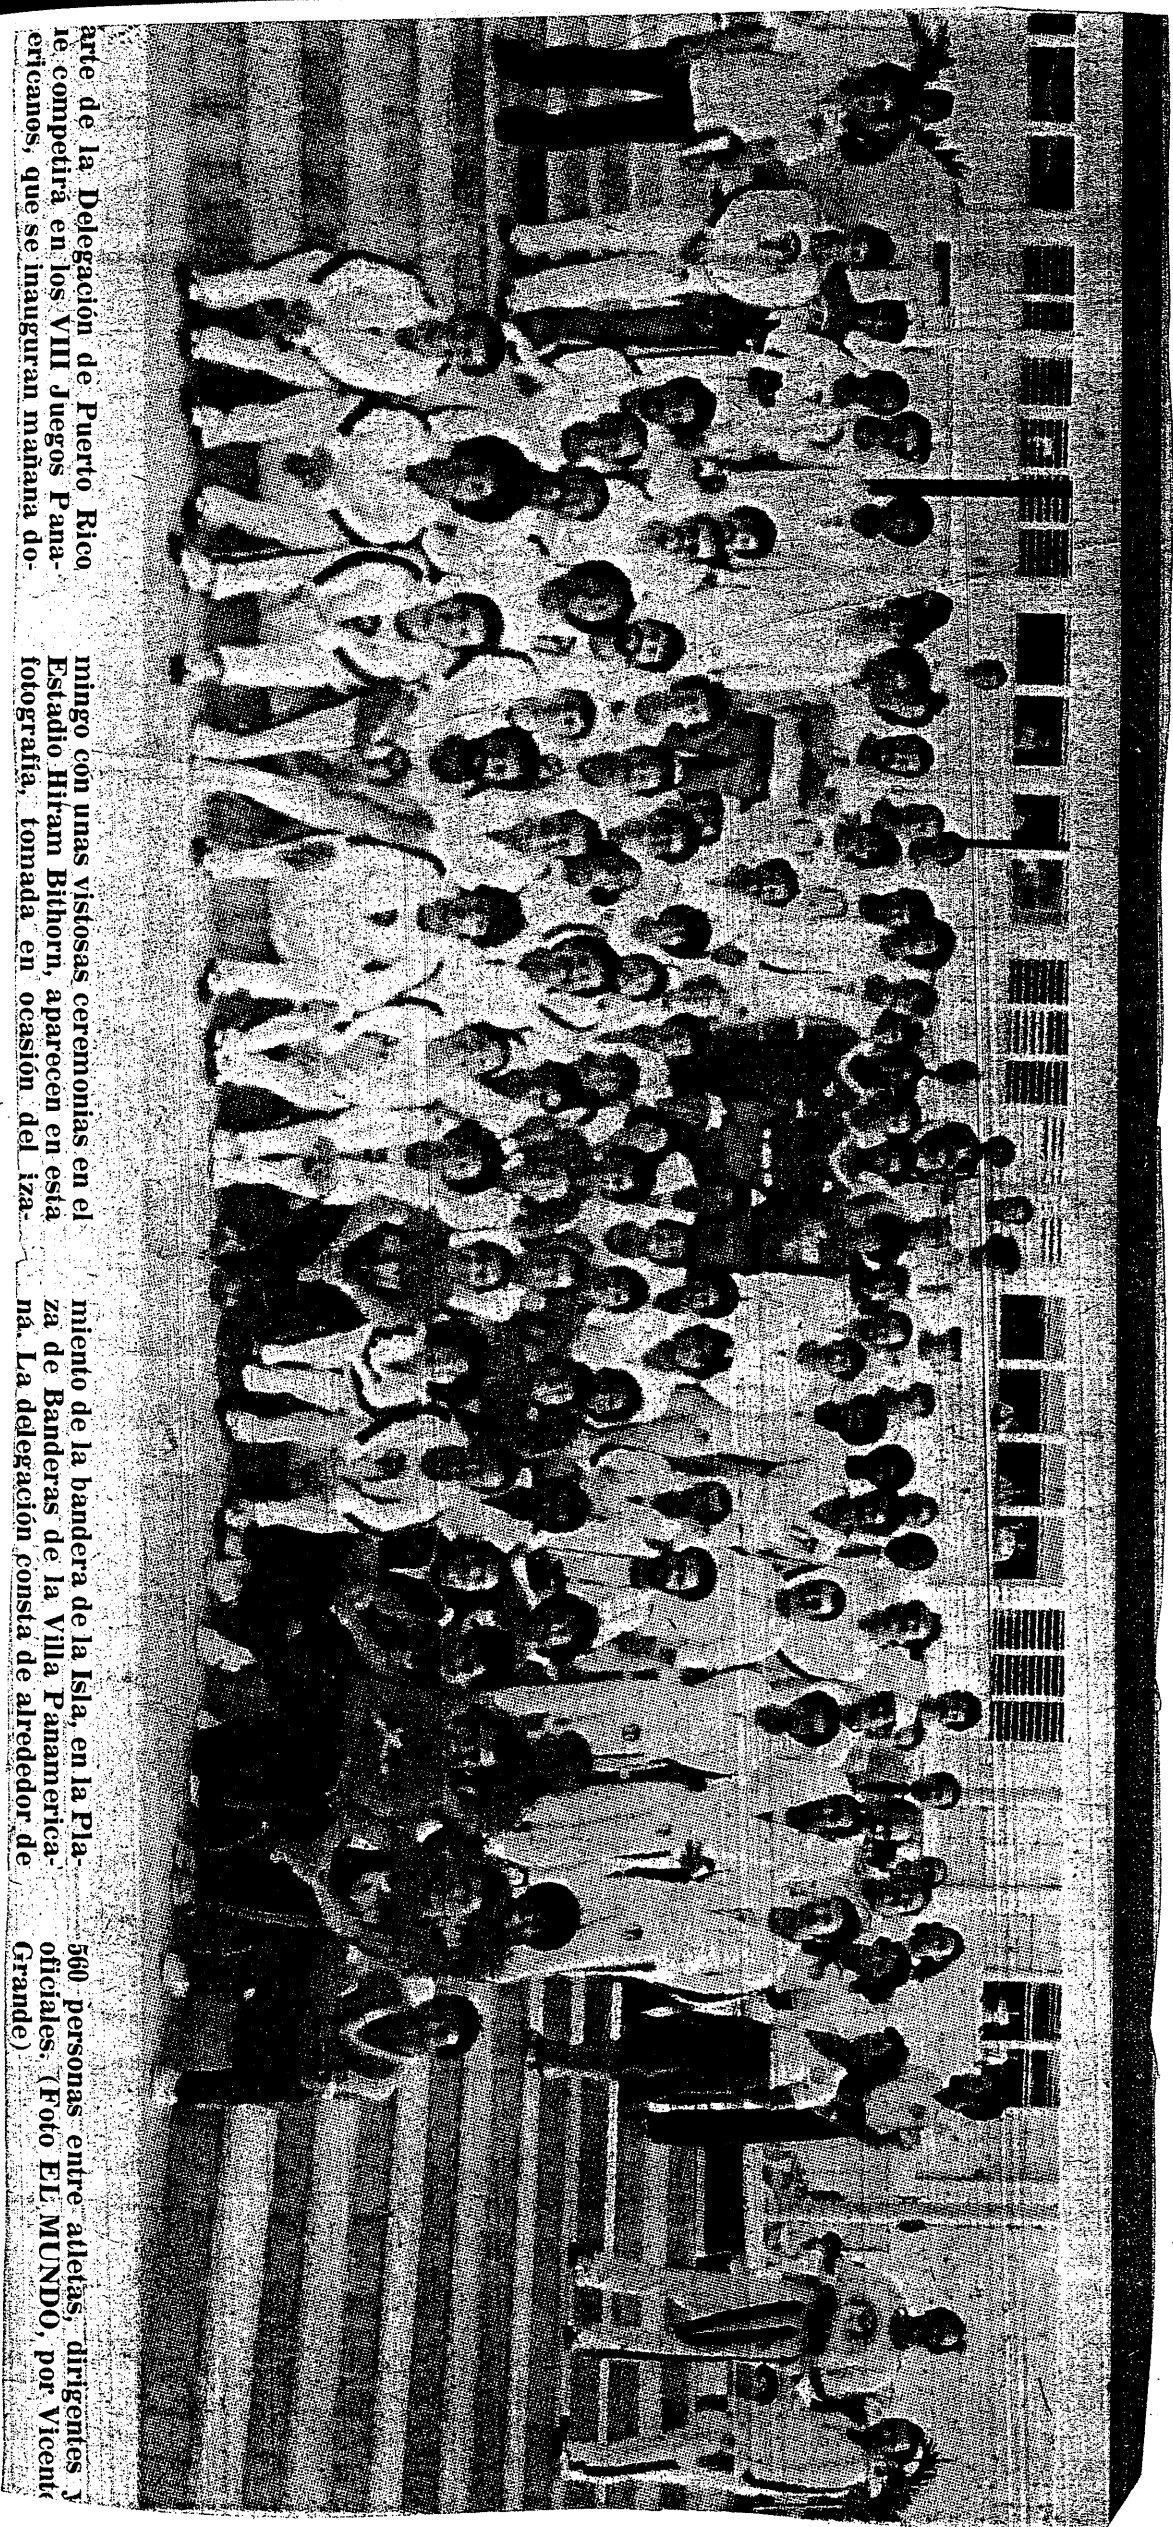 arte de la Delegación de Puerto Rico
ue competirá en los VIII Juegos Pana-
ericanos, que se inauguran mañana do-
mingo con unas vistosas ceremonias en el
Estadio Hiram Bithorn, aparecen en esta
fotografía, tomada en ocasión del iza-
miento de la bandera de la Isla, en la Pla-
za de Banderas de la Villa Panamerica-
na. La delegación consta de alrededor de
560 personas entre atletas, dirigentes y
oficiales. (Foto EL MUNDO, por Vicente
Grande)